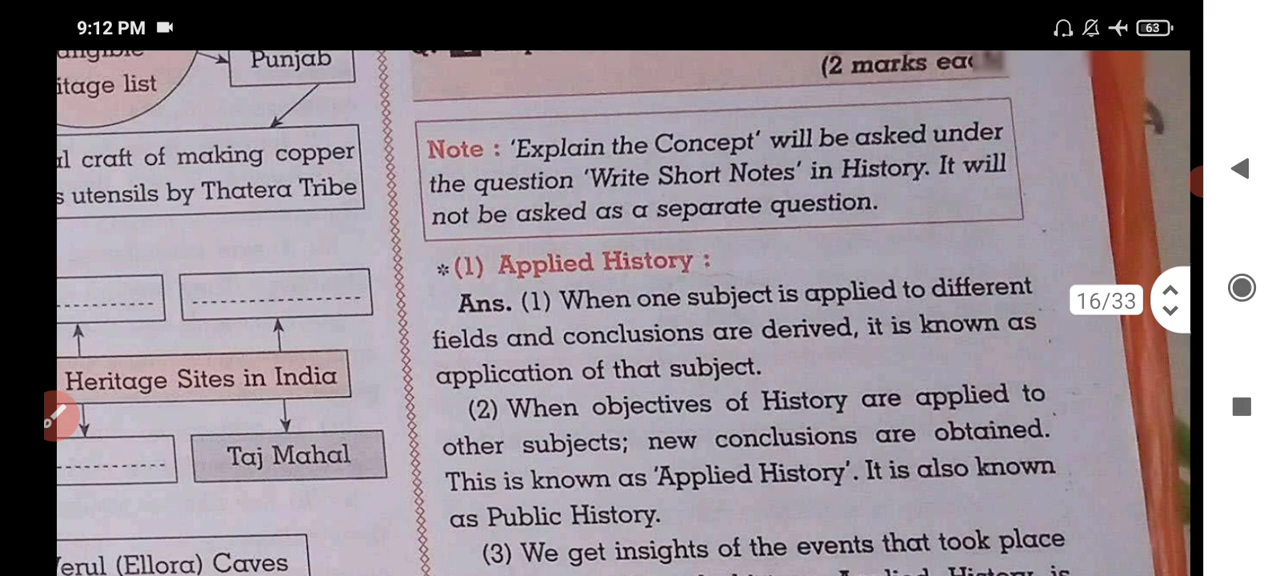 9:12 PM
63
itage list
Punjab
l craft of making copper
s utensils by Thatera Tribe
Heritage Sites in India
Taj Mahal
erul (Ellora) Caves
(2 marks ea
Note : 'Explain the Concept' will be asked under
the question 'Write Short Notes' in History. It will
not be asked as a separate question.
*(1) Applied History :
Ans. (1) When one subject is applied to different
fields and conclusions are derived, it is known as
application of that subject.
(2) When objectives of History are applied to
other subjects; new conclusions are obtained.
This is known as 'Applied History'. It is also known
as Public History.
(3) We get insights of the events that took place
16/33